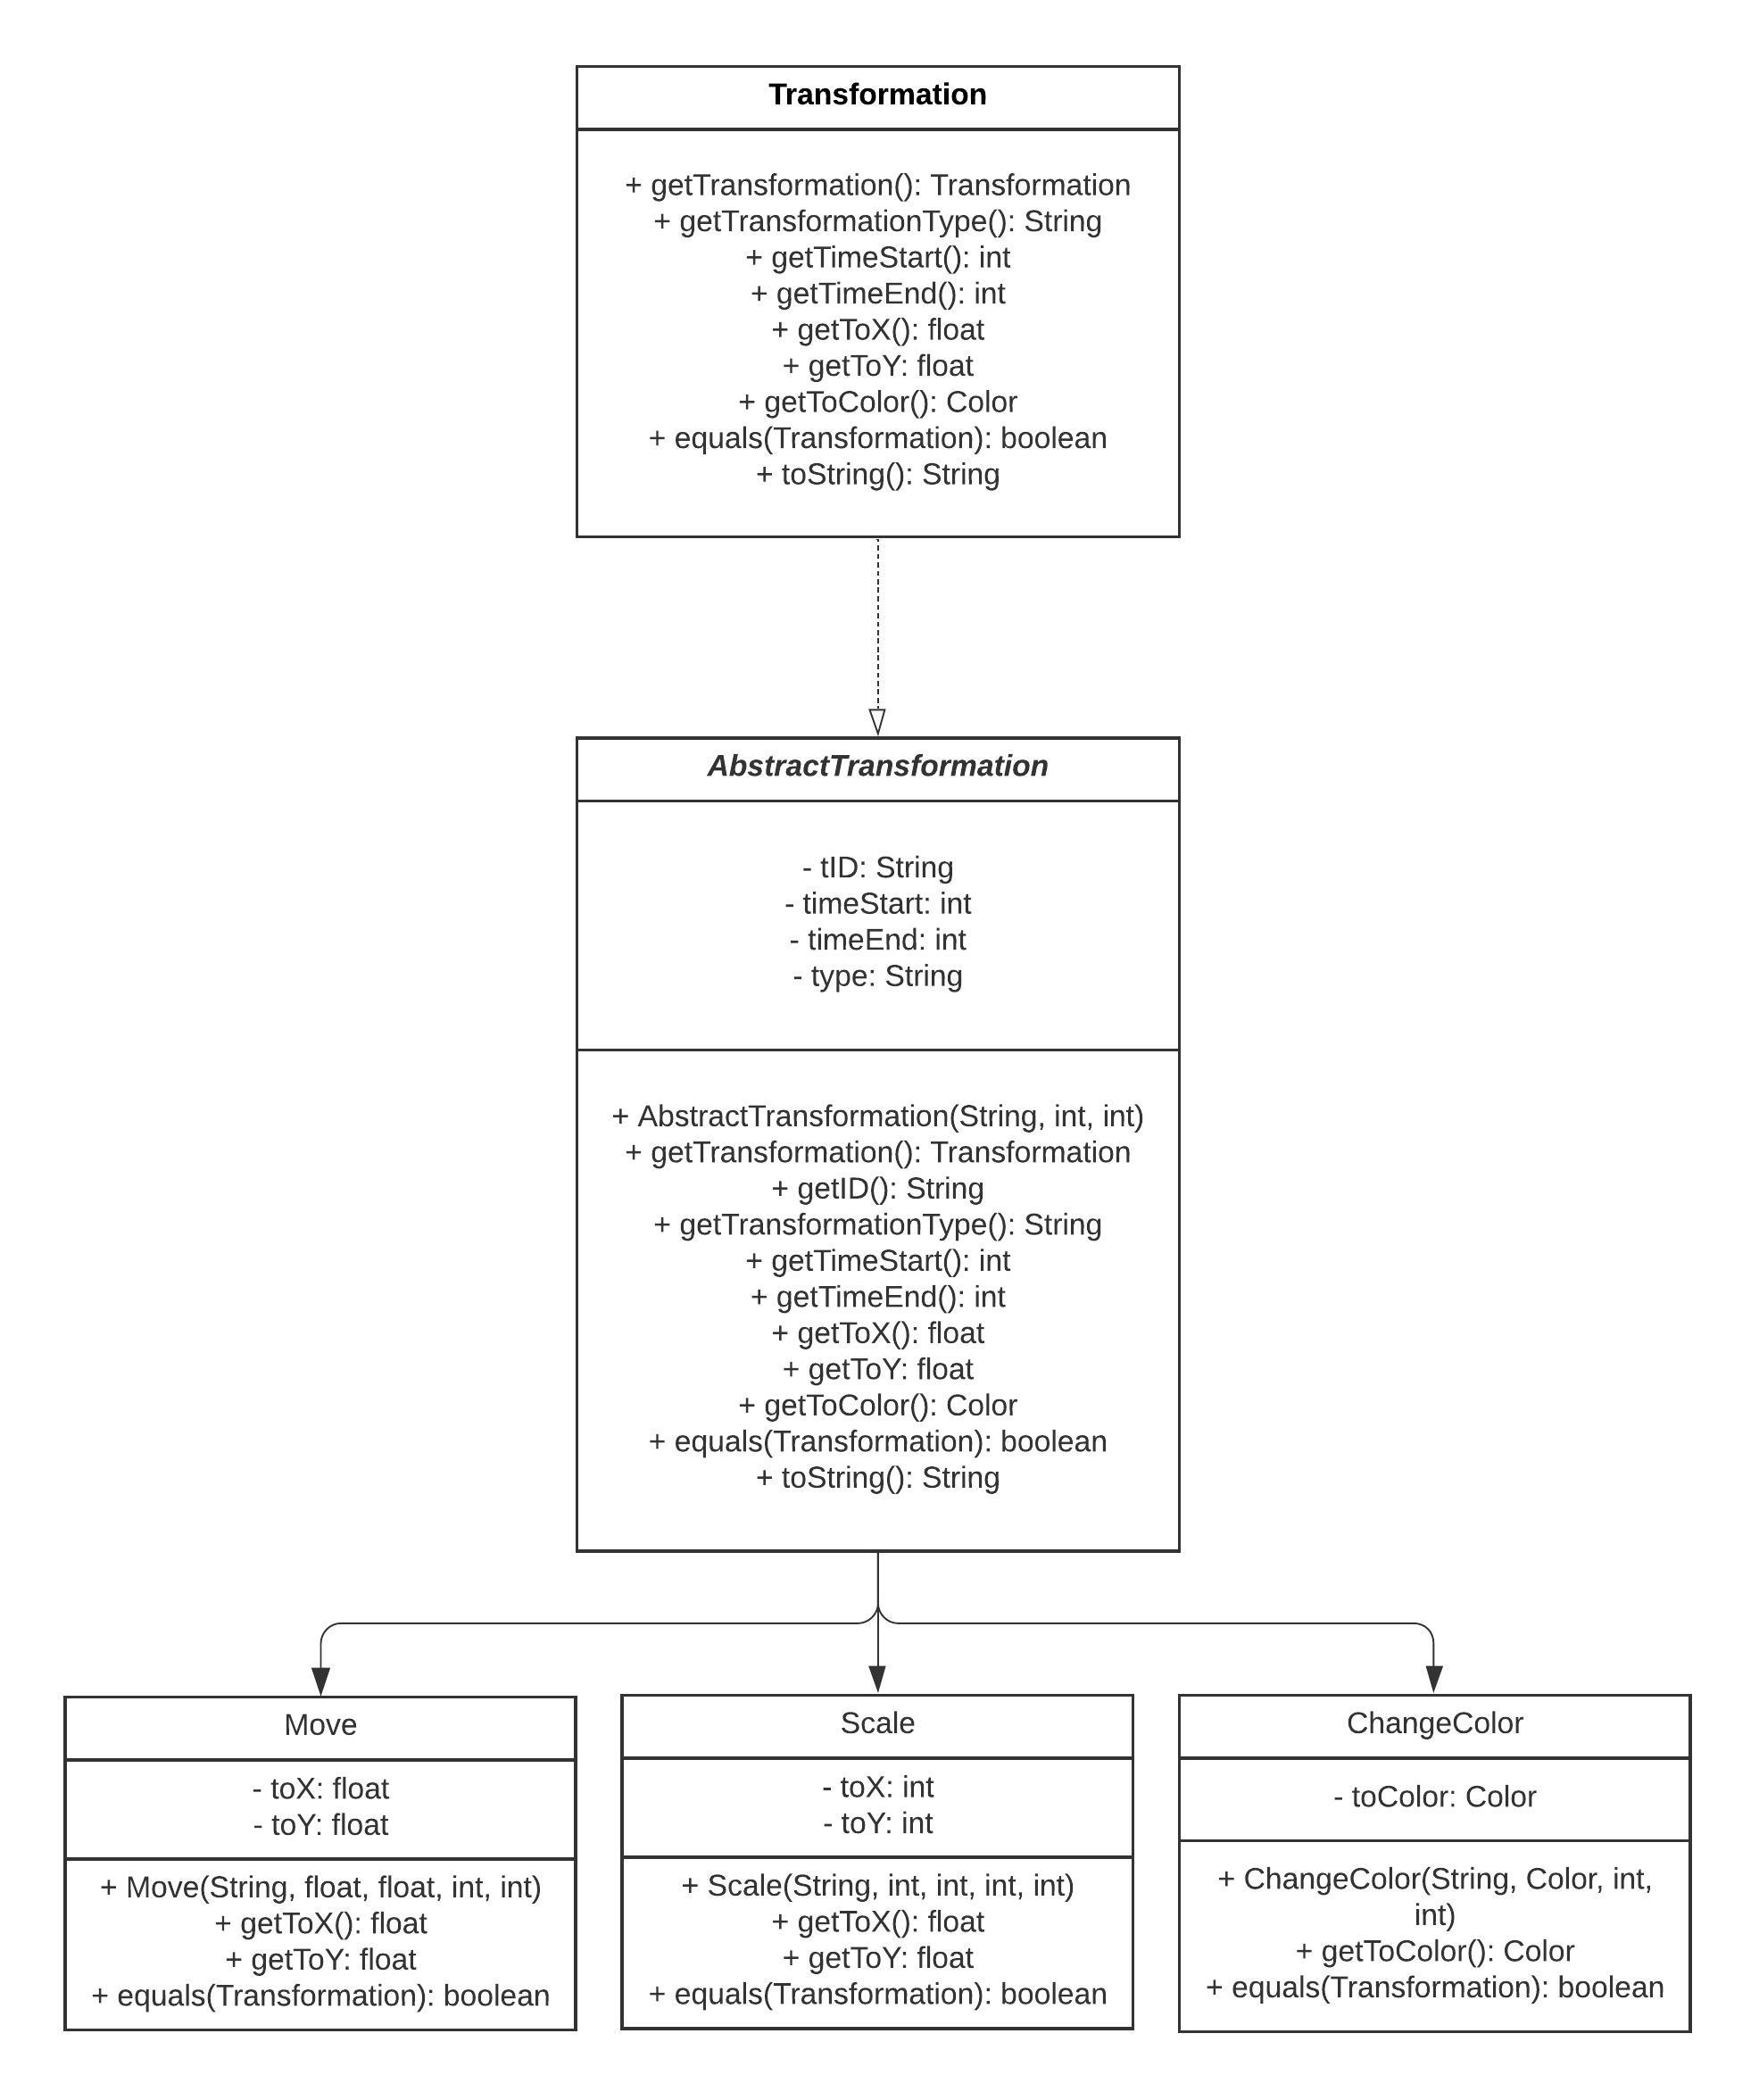 Transformation
+ getTransformation(): Transformation
+ getTransformationType(): String
+ getTimeStart(): int
+ getTimeEnd(): int
+ getToX(): float
+ getToY: float
+ getToColor(): Color
+ equals(Transformation): boolean
+ toString(): String
AbstractTransformation
- tID: String
- timeStart: int
- timeEnd: int
- type: String
+ AbstractTransformation(String, int, int)
+ getTransformation(): Transformation
+ getID(): String
+ getTransformationType(): String
+ getTimeStart(): int
+ getTimeEnd(): int
+ getToX(): float
+ getToY: float
+ getToColor(): Color
+ equals(Transformation): boolean
+ toString(): String
Move
- toX: float
- toY: float
+ Move(String, float, float, int, int)
+ getToX(): float
+ getToY: float
+ equals(Transformation): boolean
Scale
- toX: int
- toY: int
+ Scale(String, int, int, int, int)
+ getToX(): float
+ getToY: float
+ equals(Transformation): boolean
ChangeColor
- toColor: Color
+ ChangeColor(String, Color, int,
int)
+ getToColor(): Color
+ equals(Transformation): boolean